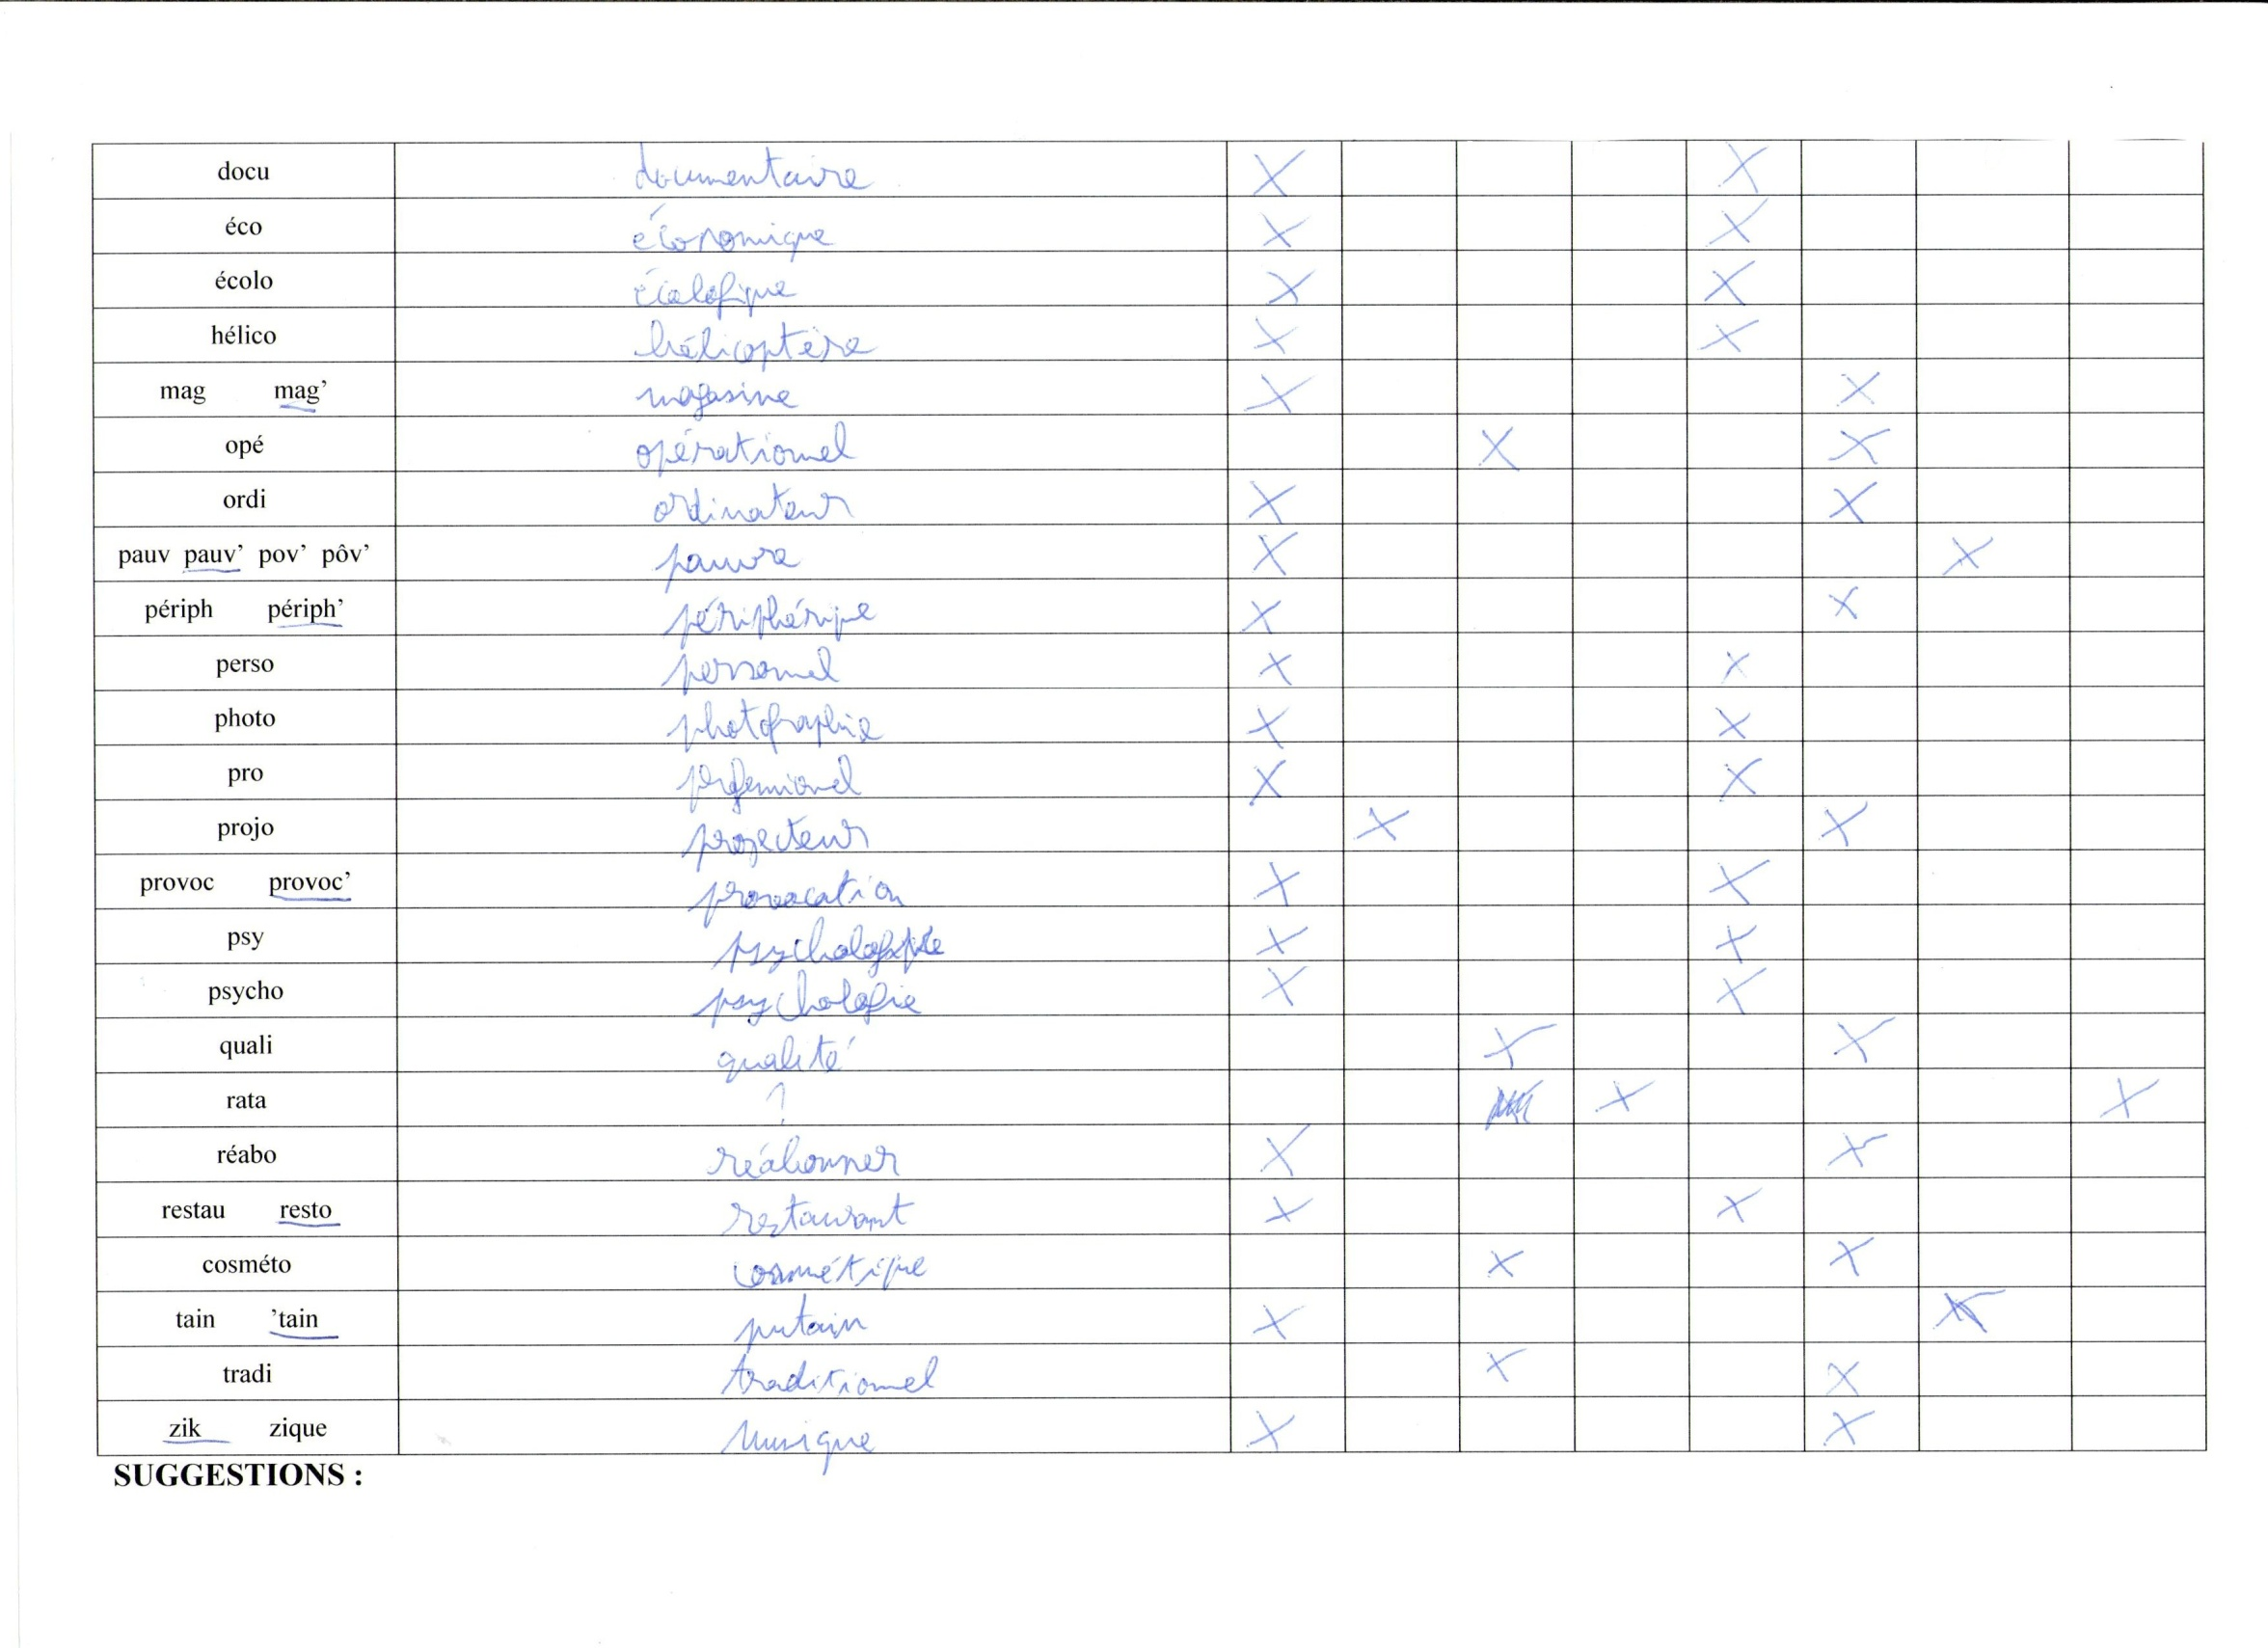 docu documentaire X X
éco économique X X
écolo écologique X X
hélico hélicoptère X X
mag mag’ magasine X X
opé opérationnel X X
ordi ordinateur X X
pauv pauv’ pov’ pôv’ pauvre X X
périph périph’ périphérique X X
perso personnel X X
photo photographie X X
pro professionnel X X
projo projecteur X X
provoc provoc’ provocation X X
psy X X
psycho psychologie X X
quali qualité X X
rata ? X X
réabo réabonner X X
restau resto restaurant X X
cosméto cosmétique X X
tain ’tain putain X X
tradi traditionnel X X
zik zique musique X X
SUGGESTIONS :